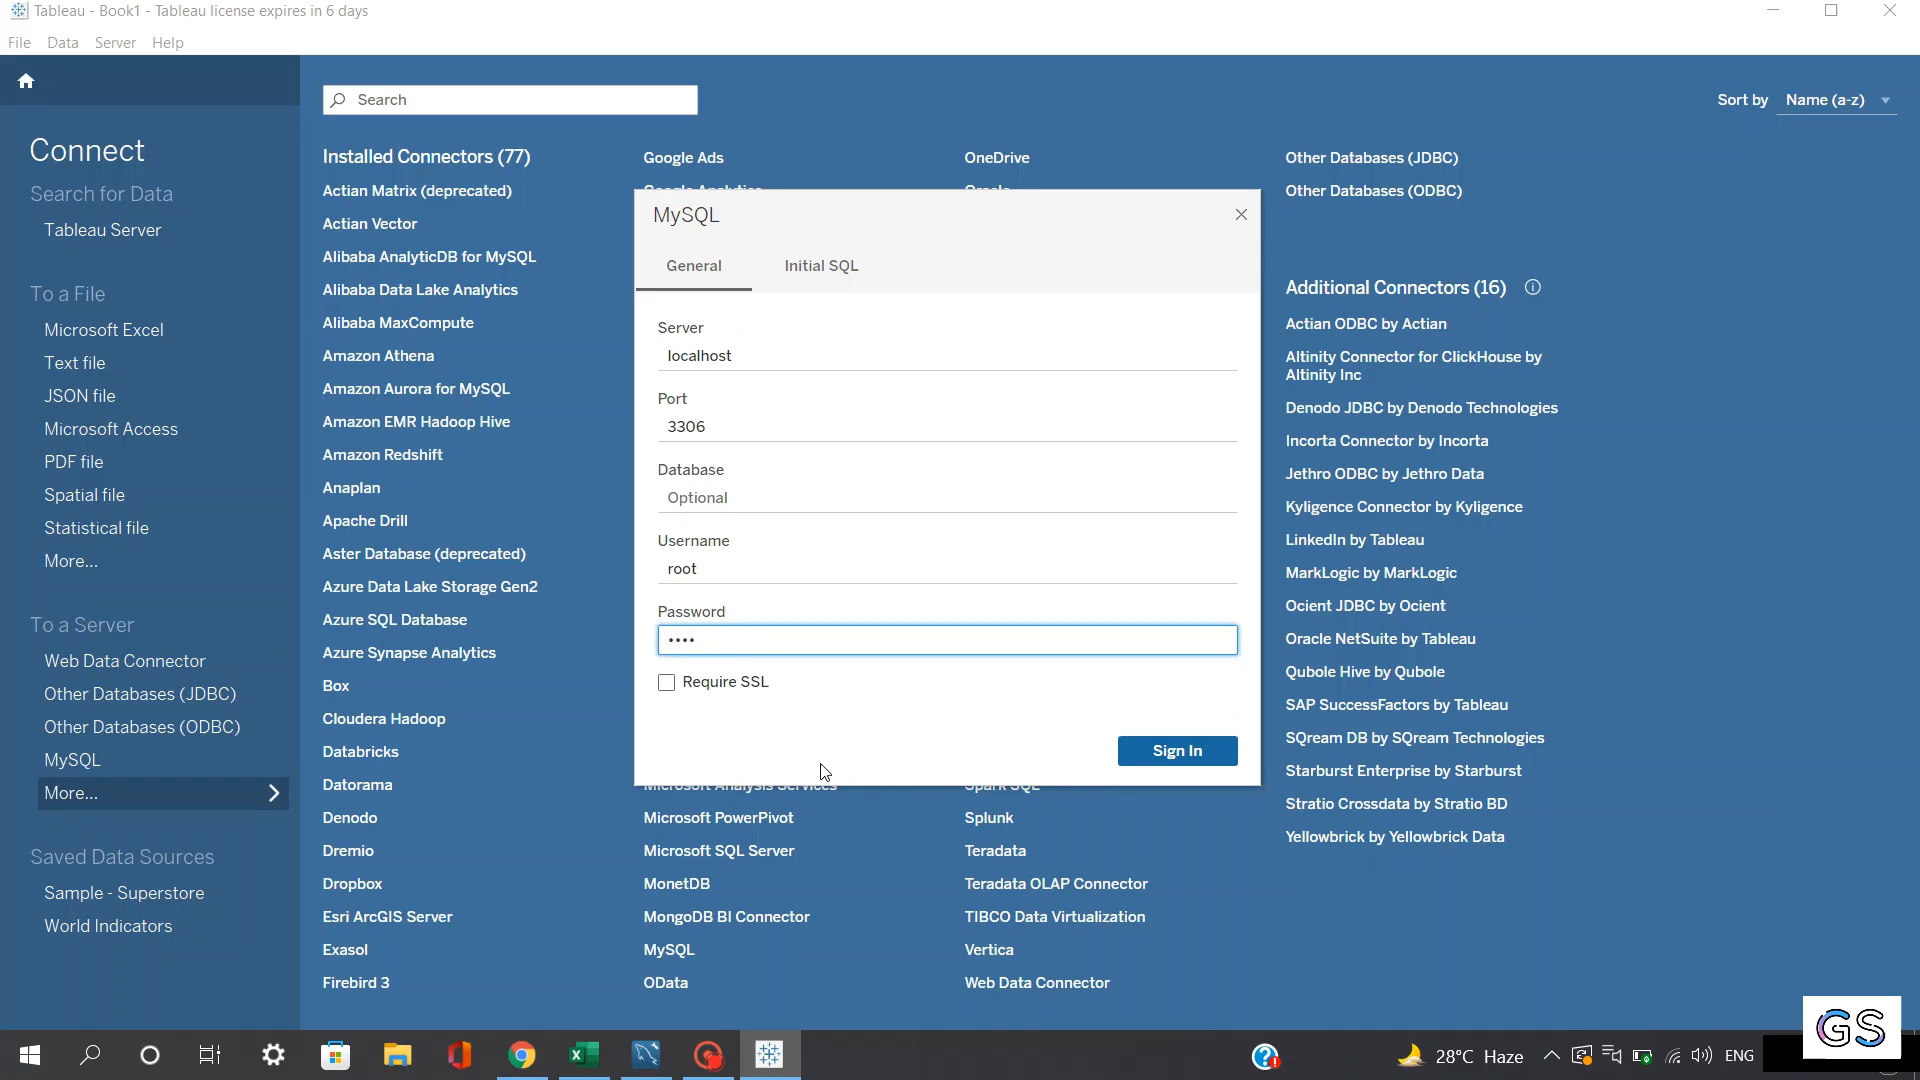 Tableau - Book1 - Tableau license expires in 6 days
File Data Server Help
Connect
Search for Data
Tableau Server
To a File
Microsoft Excel
Text file
JSON file
Microsoft Access
PDF file
Spatial file
Statistical file
More...
To a Server
Web Data Connector
Other Databases (JDBC)
Other Databases (ODBC)
MySQL
More...
Saved Data Sources
Sample - Superstore
World Indicators
Search
Sort by Name (a-z)
Installed Connectors (77)
Actian Matrix (deprecated)
Actian Vector
Alibaba AnalyticDB for MySQL
Alibaba Data Lake Analytics
Alibaba MaxCompute
Amazon Athena
Amazon Aurora for MySQL
Amazon EMR Hadoop Hive
Amazon Redshift
Anaplan
Apache Drill
Aster Database (deprecated)
Azure Data Lake Storage Gen2
Azure SQL Database
Azure Synapse Analytics
Box
Cloudera Hadoop
Databricks
Datorama
Denodo
Dremio
Dropbox
Esri ArcGIS Server
Exasol
Firebird 3
Google Ads
Google Analytics
MySQL
General Initial SQL
Server
localhost
Port
3306
Database
Optional
Username
root
Password
••••
Require SSL
Sign In
Microsoft Analysis Services
Microsoft PowerPivot
Microsoft SQL Server
MonetDB
MongoDB BI Connector
MySQL
OData
OneDrive
Oracle
Spark SQL
Splunk
Teradata
Teradata OLAP Connector
TIBCO Data Virtualization
Vertica
Web Data Connector
Other Databases (JDBC)
Other Databases (ODBC)
Additional Connectors (16)
Actian ODBC by Actian
Altinity Connector for ClickHouse by
Altinity Inc
Denodo JDBC by Denodo Technologies
Incorta Connector by Incorta
Jethro ODBC by Jethro Data
Kyligence Connector by Kyligence
LinkedIn by Tableau
MarkLogic by MarkLogic
Ocient JDBC by Ocient
Oracle NetSuite by Tableau
Qubole Hive by Qubole
SAP SuccessFactors by Tableau
SQream DB by SQream Technologies
Starburst Enterprise by Starburst
Stratio Crossdata by Stratio BD
Yellowbrick by Yellowbrick Data
GS
28°C Haze
ENG